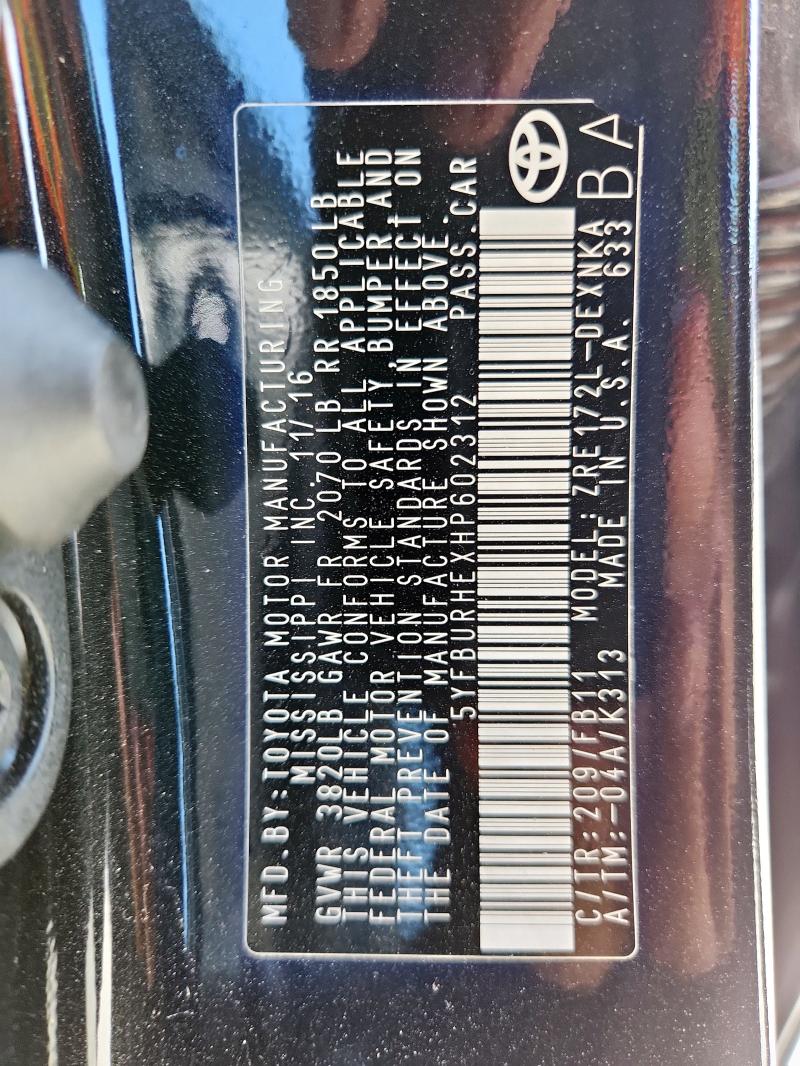 MFD.BY:TOYOTA MOTOR MANUFACTURING
MISSISSIPPI INC. 11/16
GVWR 3820LB GAWR FR 2070 LB RR 1850LB
THIS VEHICLE CONFORMS TO ALL APPLICABLE
FEDERAL MOTOR VEHICLE SAFETY, BUMPER AND
THEFT PREVENTION STANDARDS IN EFFECT ON
THE DATE OF MANUFACTURE SHOWN ABOVE.
5YFBURHEXHP602312 PASS.CAR
C/TR:209/FB11 MODEL:ZRE172L-DEXNKA
A/TM:-04A/K313 MADE IN U.S.A. 633
BA